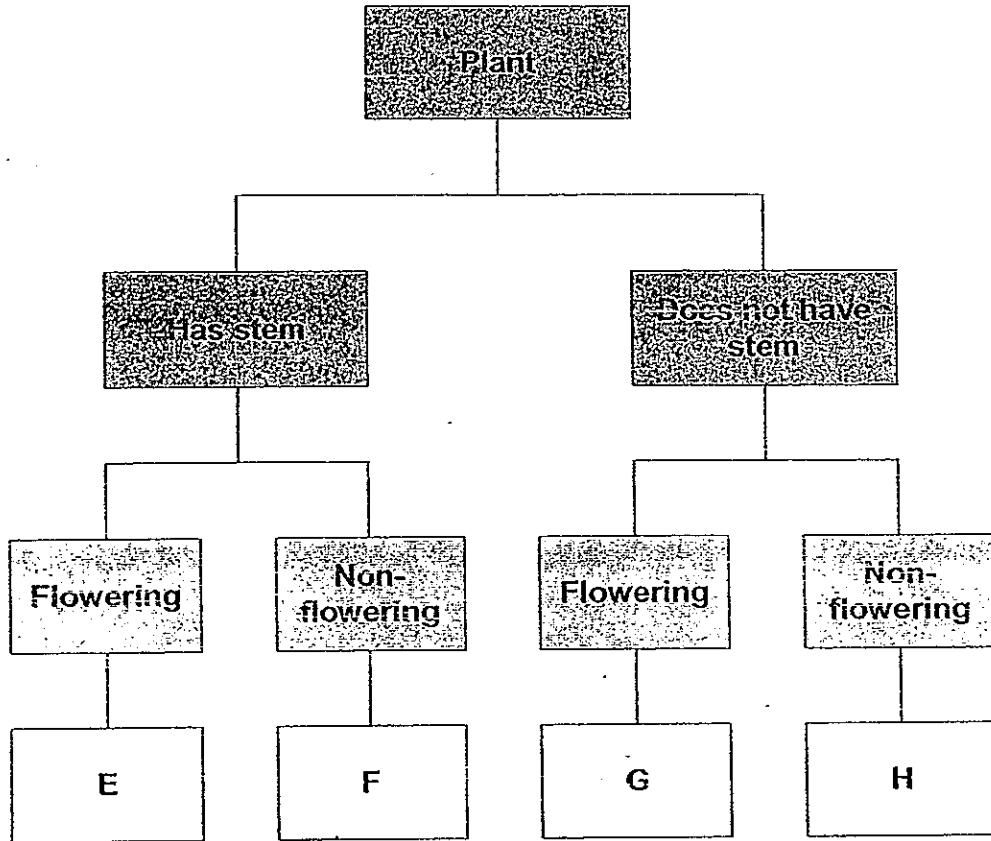 Plant
Has stem
Does not have
stem
Flowering
Non-
flowering
Flowering
Non-
flowering
E
F
G
H